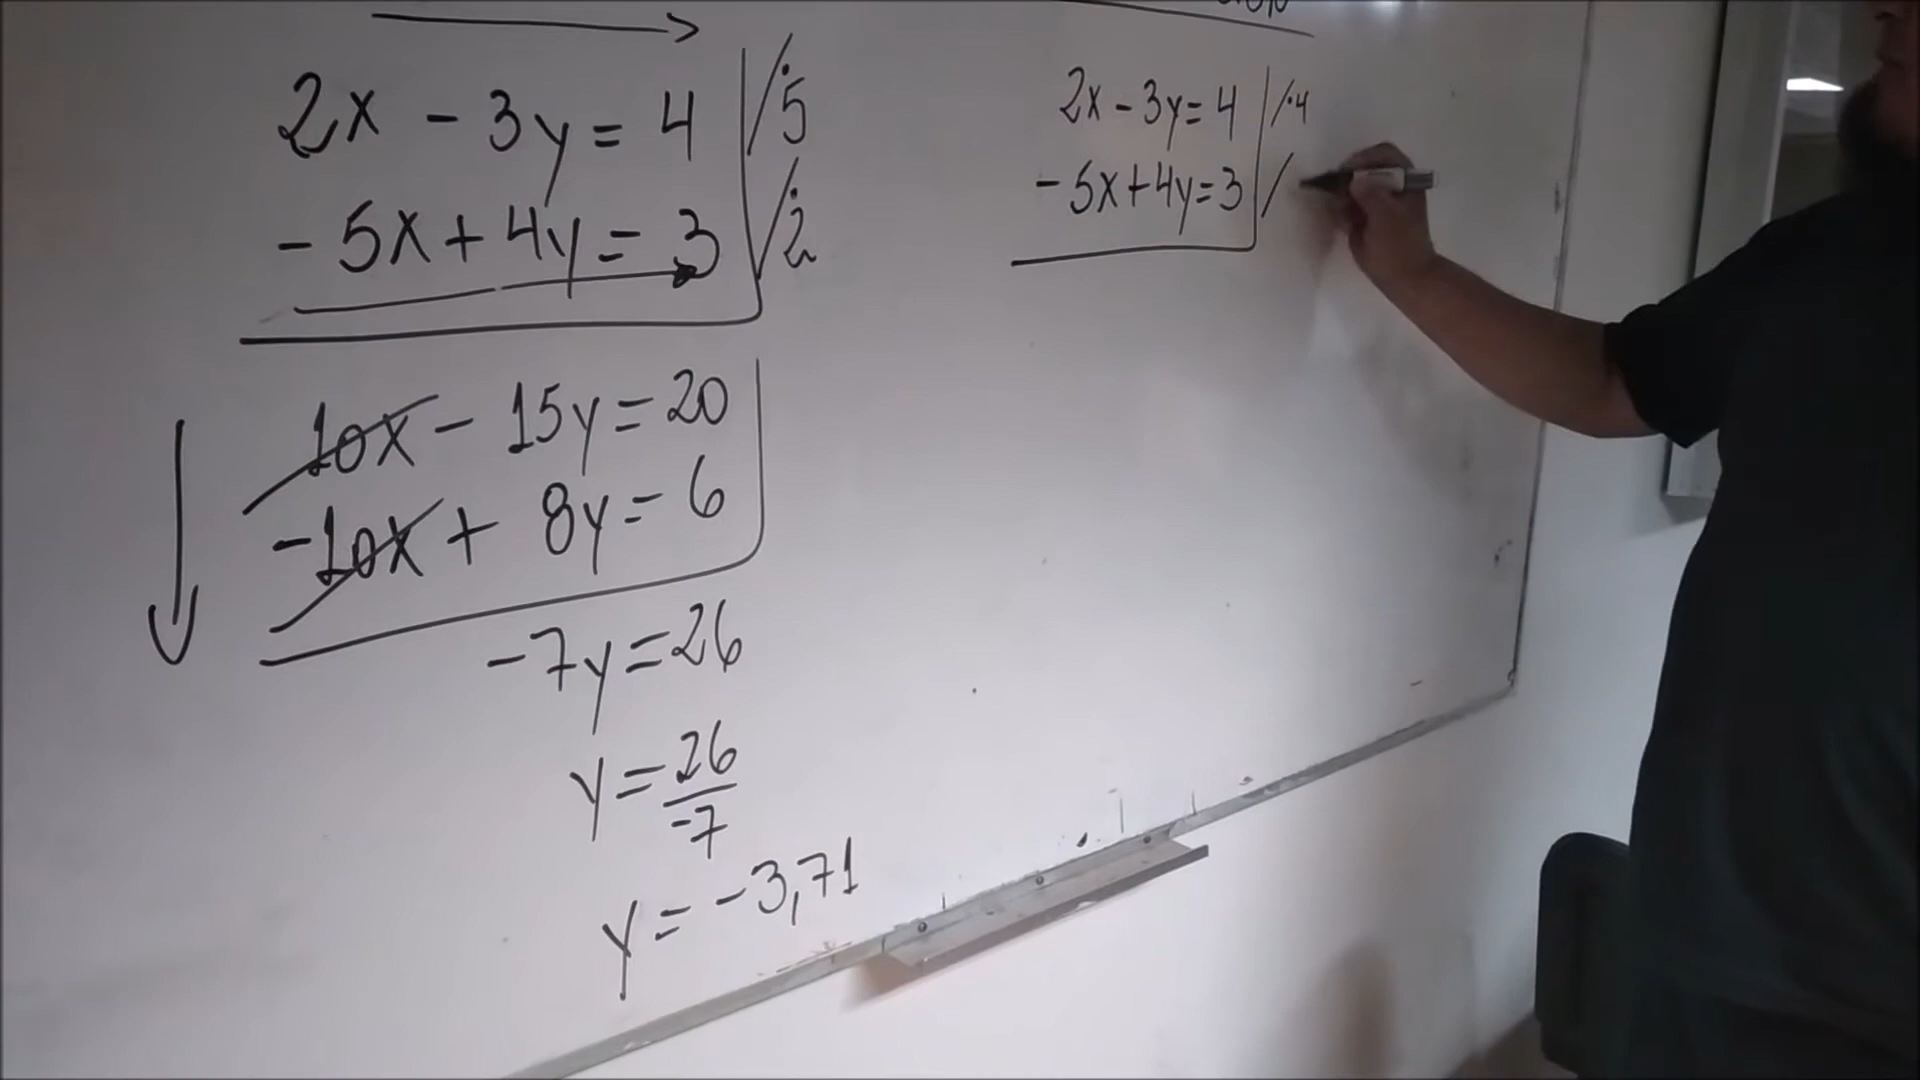 2x - 3y = 4 /·5
- 5x + 4y = 3 /·2
10x - 15y = 20
-10x + 8y = 6
-7y = 26
y = 26/-7
y = -3,71
2x - 3y = 4 /·4
- 5x + 4y = 3 /